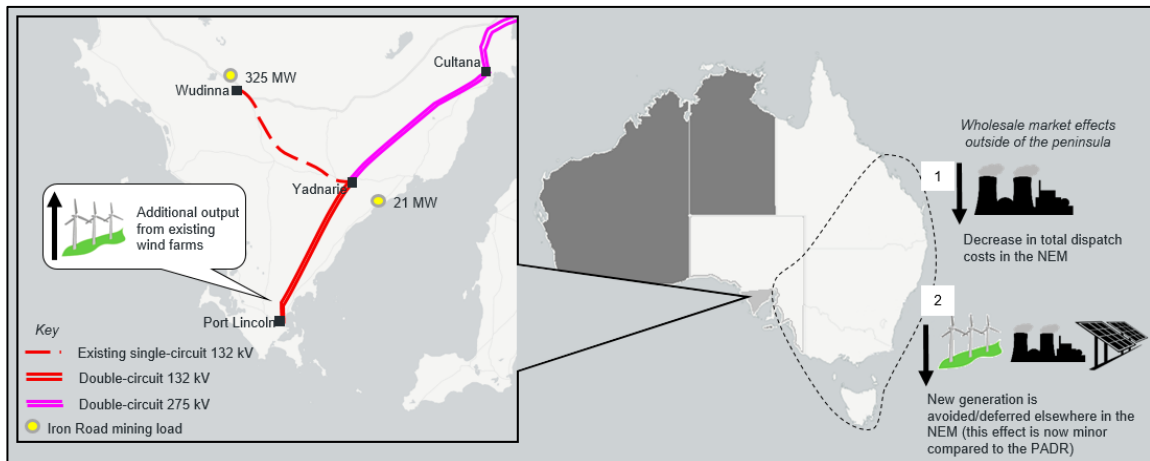 325 MW
Wudinna
Cultana
Yadnarie
21 MW
Additional output
from existing
wind farms
Port Lincoln
Key
Existing single-circuit 132 kV
Double-circuit 132 kV
Double-circuit 275 kV
Iron Road mining load
Wholesale market effects
outside of the peninsula
1
Decrease in total dispatch
costs in the NEM
2
New generation is
avoided/deferred elsewhere in the
NEM (this effect is now minor
compared to the PADR)